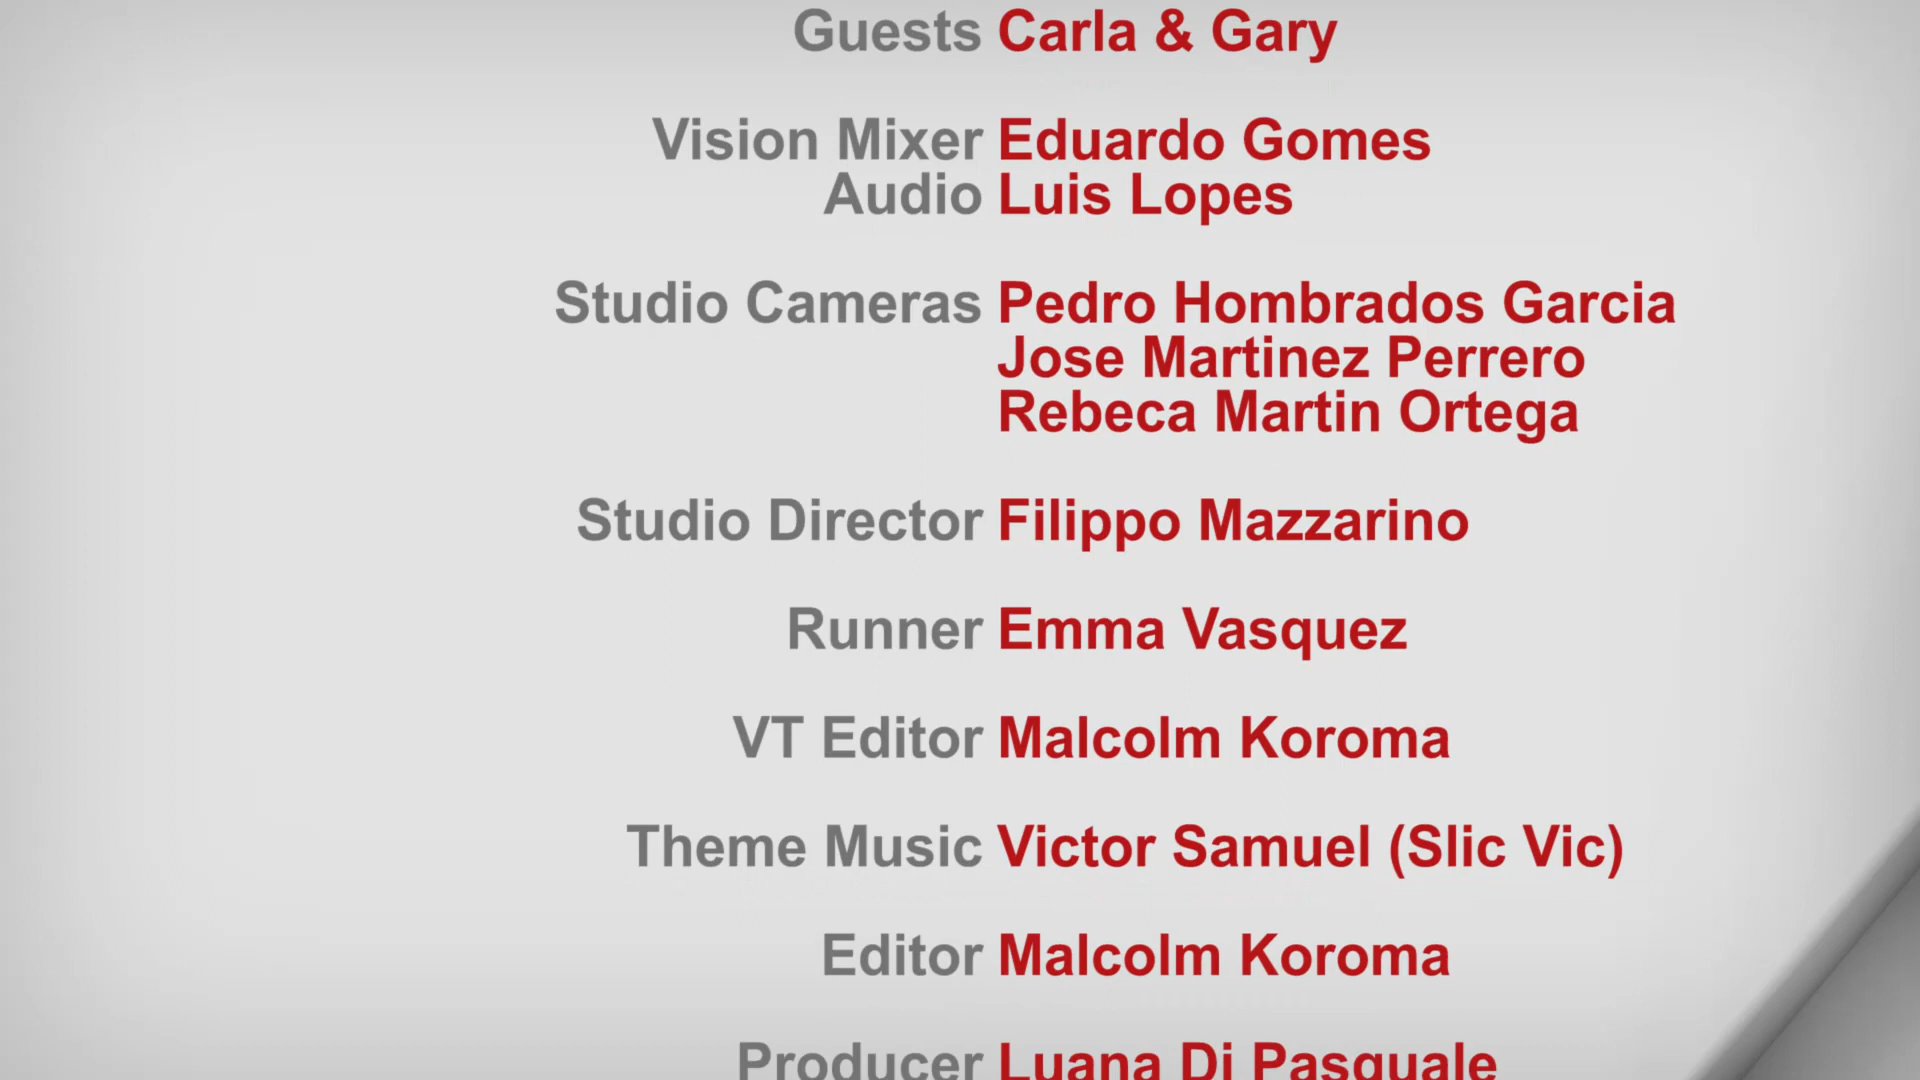 Guests Carla & Gary
Vision Mixer Eduardo Gomes
Audio Luis Lopes
Studio Cameras Pedro Hombrados Garcia
Jose Martinez Perrero
Rebeca Martin Ortega
Studio Director Filippo Mazzarino
Runner Emma Vasquez
VT Editor Malcolm Koroma
Theme Music Victor Samuel (Slic Vic)
Editor Malcolm Koroma
Producer Luana Di Pasquale